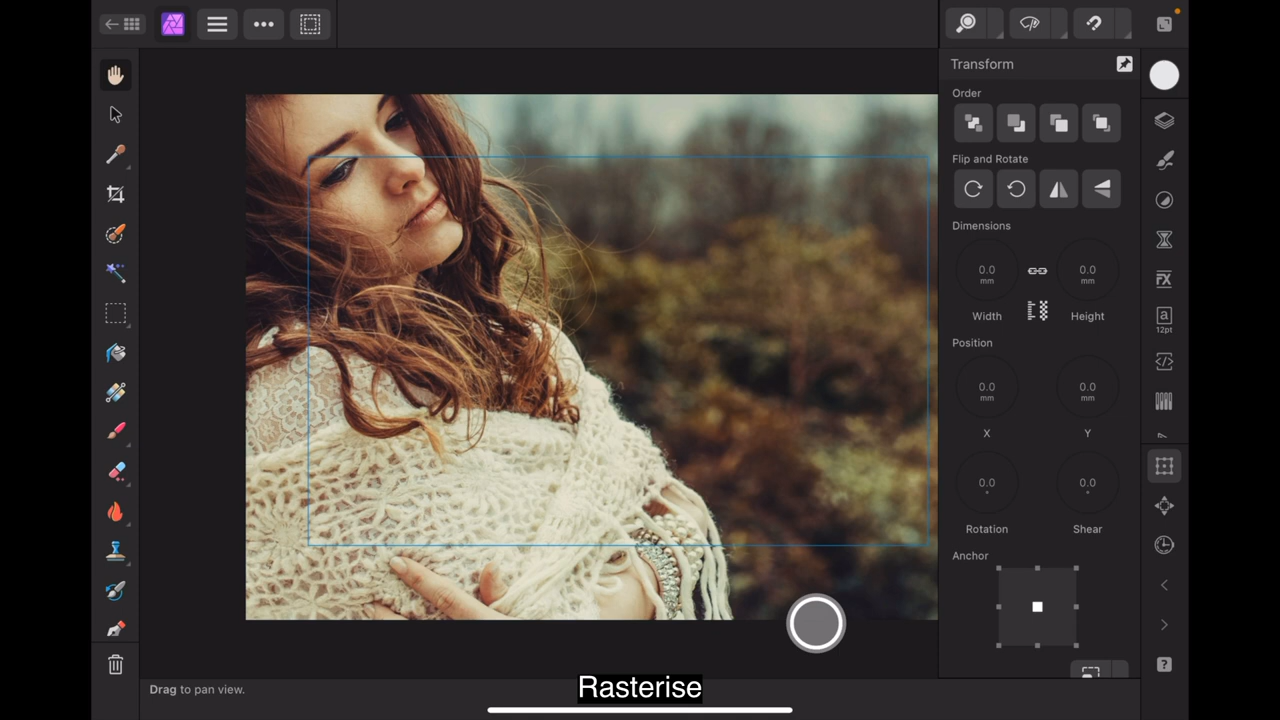 Transform
Order
Flip and Rotate
Dimensions
0.0
mm
0.0
mm
Width
Height
Position
0.0
mm
0.0
mm
X
Y
0.0
°
0.0
°
Rotation
Shear
Anchor
FX
a
12pt
?
Drag to pan view.
Rasterise